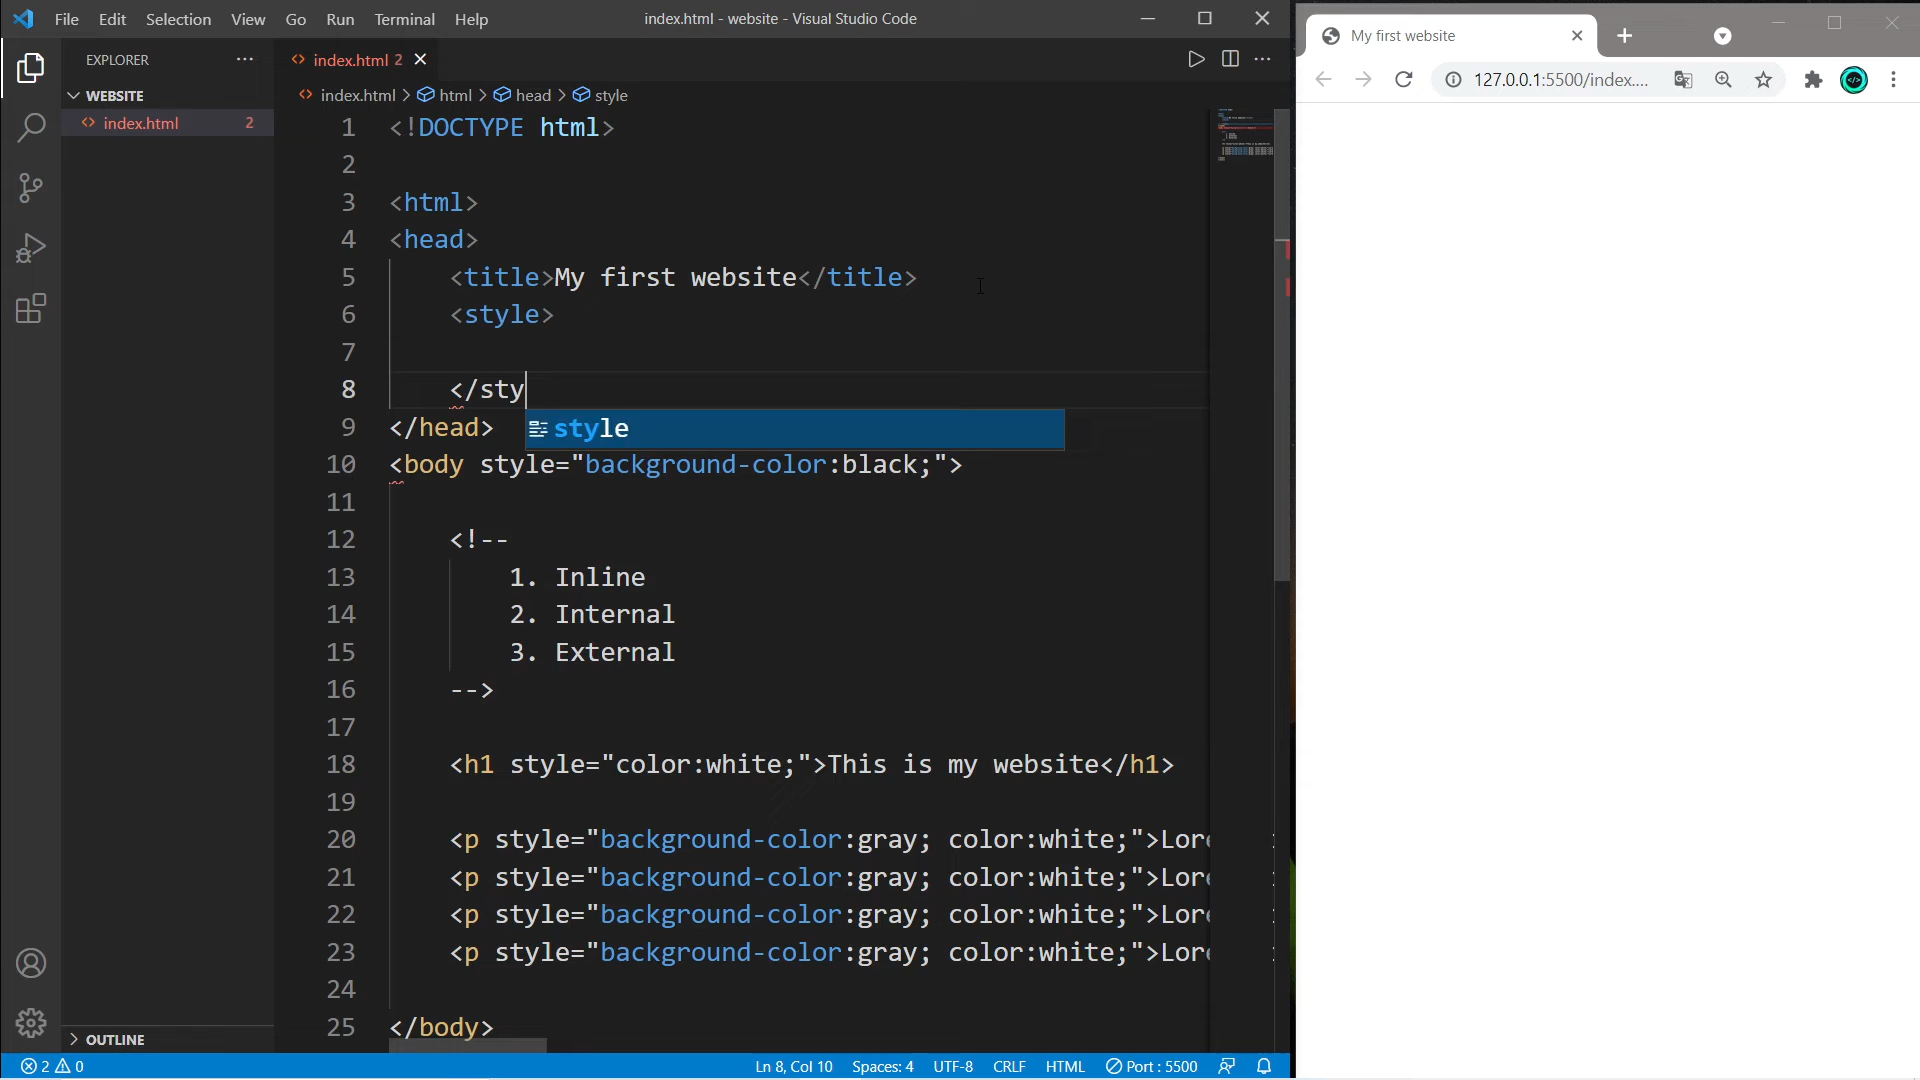 File Edit Selection View Go Run Terminal Help
index.html - website - Visual Studio Code
EXPLORER
WEBSITE
index.html 2
index.html 2
index.html > html > head > style
1 <!DOCTYPE html>
2
3 <html>
4 <head>
5 <title>My first website</title>
6 <style>
7
8 </sty
style
9 </head>
10 <body style="background-color:black;">
11
12 <!--
13 1. Inline
14 2. Internal
15 3. External
16 -->
17
18 <h1 style="color:white;">This is my website</h1>
19
20 <p style="background-color:gray; color:white;">Lor
21 <p style="background-color:gray; color:white;">Lor
22 <p style="background-color:gray; color:white;">Lor
23 <p style="background-color:gray; color:white;">Lor
24
25 </body>
OUTLINE
2 0
Ln 8, Col 10 Spaces: 4 UTF-8 CRLF HTML Port : 5500
My first website
127.0.0.1:5500/index....